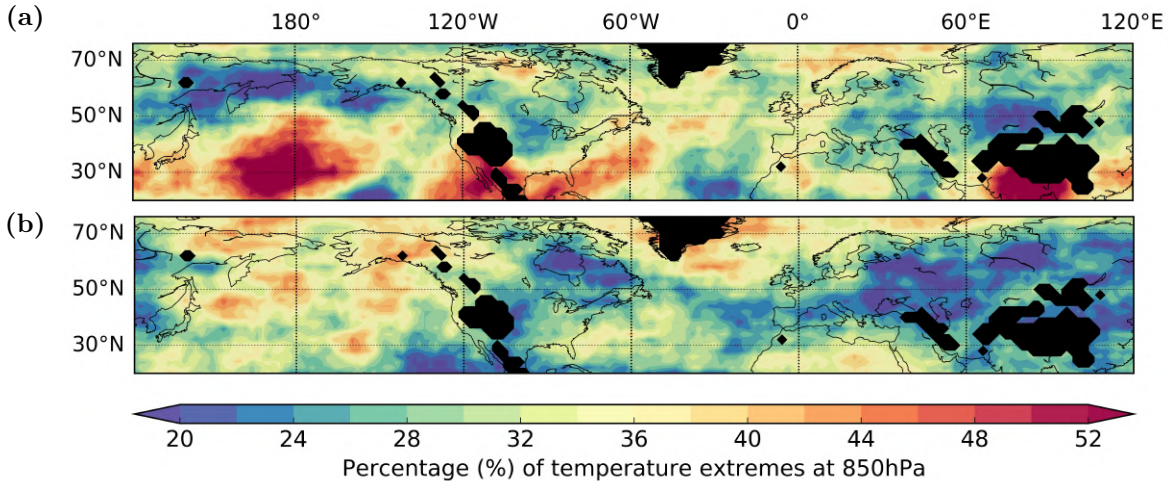 (a)
180° 120°W 60°W 0° 60°E 120°E
70°N
50°N
30°N
(b)
70°N
50°N
30°N
20 24 28 32 36 40 44 48 52
Percentage (%) of temperature extremes at 850hPa